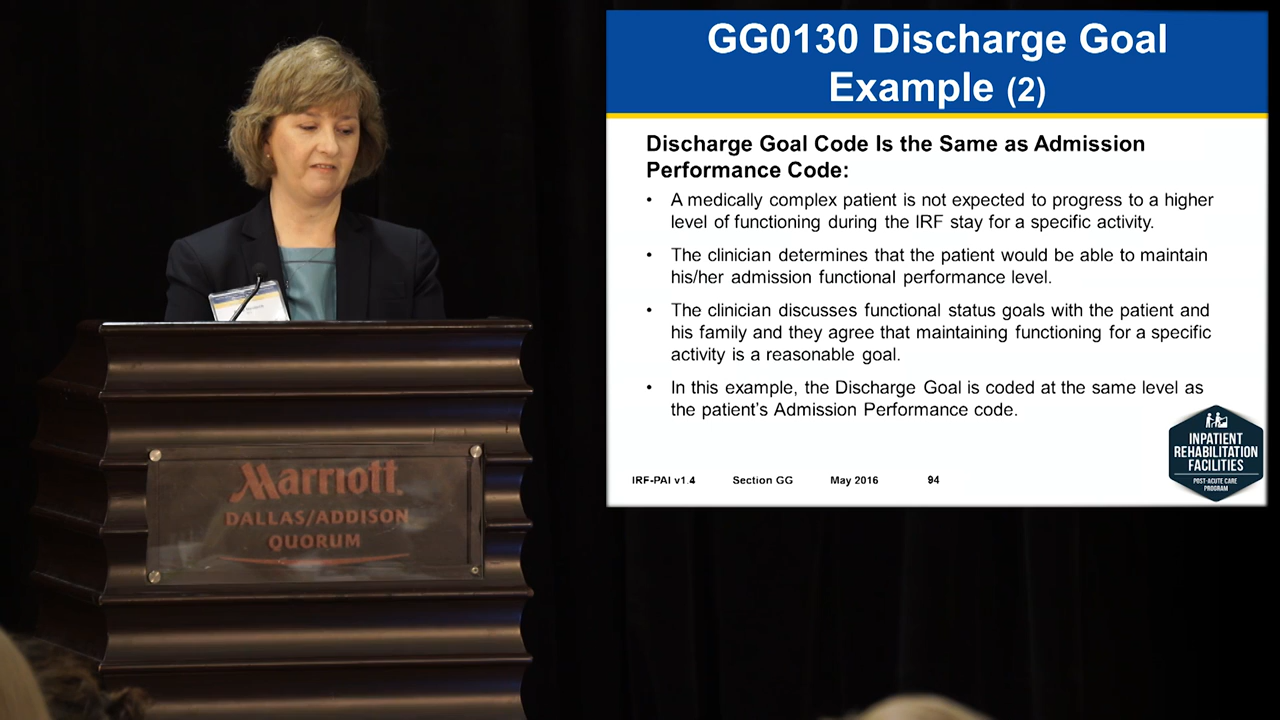 GG0130 Discharge Goal
Example (2)
Discharge Goal Code Is the Same as Admission
Performance Code:
• A medically complex patient is not expected to progress to a higher
level of functioning during the IRF stay for a specific activity.
• The clinician determines that the patient would be able to maintain
his/her admission functional performance level.
• The clinician discusses functional status goals with the patient and
his family and they agree that maintaining functioning for a specific
activity is a reasonable goal.
• In this example, the Discharge Goal is coded at the same level as
the patient's Admission Performance code.
INPATIENT
REHABILITATION
FACILITIES
POST-ACUTE CARE
PROGRAM
IRF-PAI v1.4 Section GG May 2016 94
Marriott
DALLAS/ADDISON
QUORUM